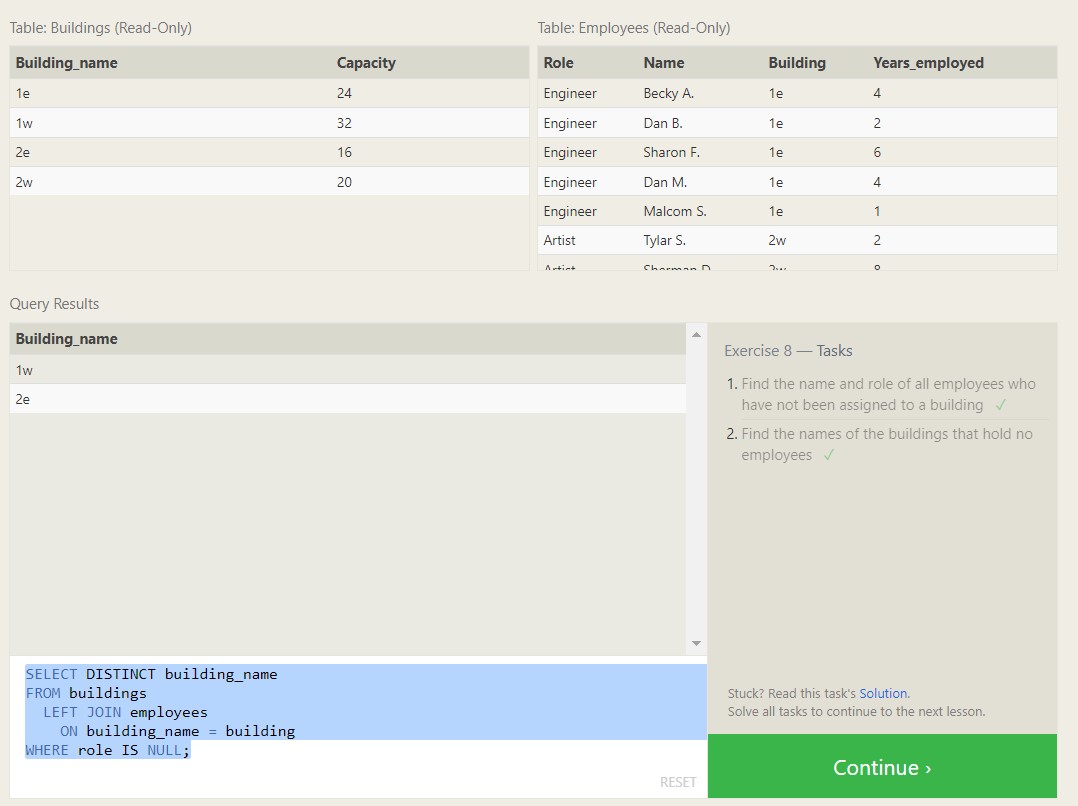 Table: Buildings (Read-Only)
Building_name Capacity
1e 24
1w 32
2e 16
2w 20
Table: Employees (Read-Only)
Role Name Building Years_employed
Engineer Becky A. 1e 4
Engineer Dan B. 1e 2
Engineer Sharon F. 1e 6
Engineer Dan M. 1e 4
Engineer Malcom S. 1e 1
Artist Tylar S. 2w 2
Artist Sherman D. 2w 8
Query Results
Building_name
1w
2e
Exercise 8 — Tasks
1. Find the name and role of all employees who
have not been assigned to a building ✓
2. Find the names of the buildings that hold no
employees ✓
SELECT DISTINCT building_name
FROM buildings
LEFT JOIN employees
ON building_name = building
WHERE role IS NULL;
RESET
Stuck? Read this task's Solution.
Solve all tasks to continue to the next lesson.
Continue ›